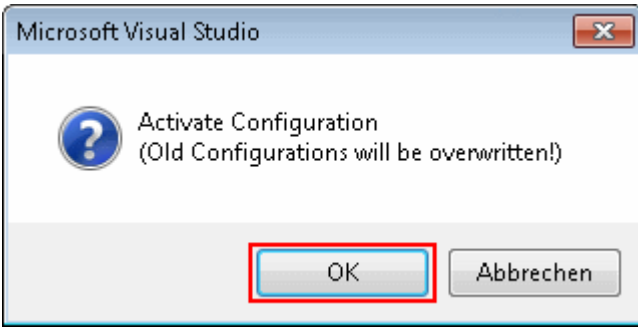 Microsoft Visual Studio
Activate Configuration
(Old Configurations will be overwritten!)
OK
Abbrechen